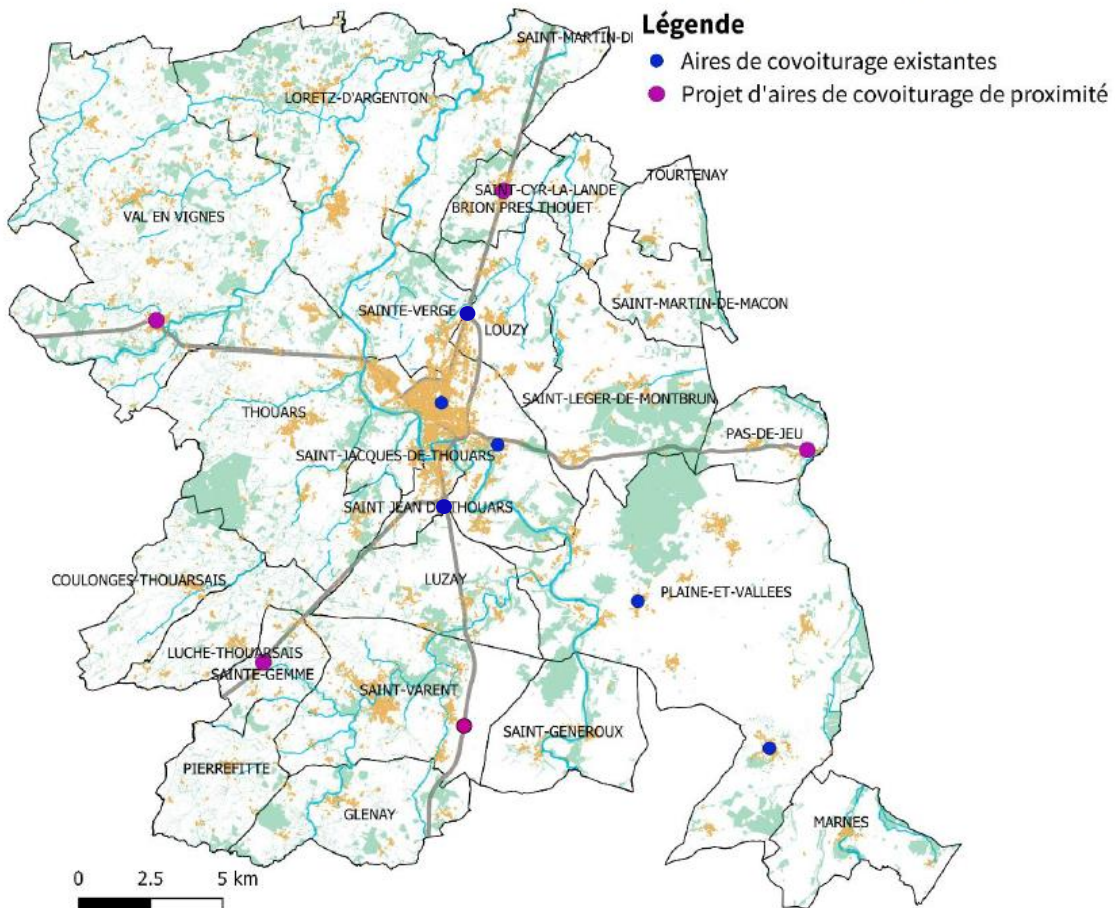 Légende
Aires de covoiturage existantes
Projet d'aires de covoiturage de proximité
SAINT-MARTIN-D
LORETZ-D'ARGENTON
TOURTENAY
SAINT-CYR-LA-LANDE
BRION PRES THOUET
VAL EN VIGNES
SAINT-MARTIN-DE-MACON
SAINTE-VERGE
LOUZY
SAINT-LEGER-DE-MONTBRUN
THOUARS
PAS-DE-JEU
SAINT-JACQUES-DE-THOUARS
SAINT JEAN D THOUARS
COULONGES-THOUARSAIS
LUZAY
PLAINE-ET-VALLEES
LUCHE-THOUARSAIS
SAINTE-GEMME
SAINT-VARENT
SAINT-GENEROUX
PIERREFITTE
GLENAY
MARNES
0 2.5 5 km